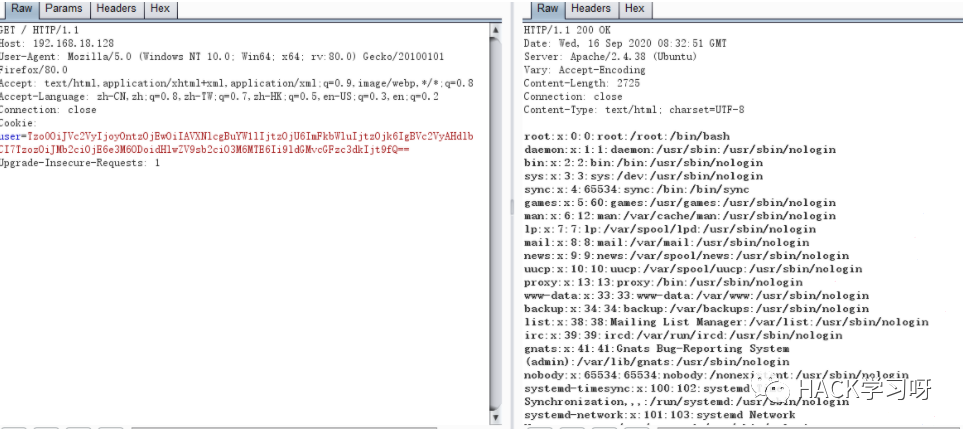 Raw Params Headers Hex
GET / HTTP/1.1
Host: 192.168.18.128
User-Agent: Mozilla/5.0 (Windows NT 10.0; Win64; x64; rv:80.0) Gecko/20100101
Firefox/80.0
Accept: text/html,application/xhtml+xml,application/xml;q=0.9,image/webp,*/*;q=0.8
Accept-Language: zh-CN,zh;q=0.8,zh-TW;q=0.7,zh-HK;q=0.5,en-US;q=0.3,en;q=0.2
Connection: close
Cookie:
Upgrade-Insecure-Requests: 1
Raw Headers Hex
HTTP/1.1 200 OK
Date: Wed, 16 Sep 2020 08:32:51 GMT
Server: Apache/2.4.38 (Ubuntu)
Vary: Accept-Encoding
Content-Length: 2725
Connection: close
Content-Type: text/html; charset=UTF-8
root:x:0:0:root:/root:/bin/bash
daemon:x:1:1:daemon:/usr/sbin:/usr/sbin/nologin
bin:x:2:2:bin:/bin:/usr/sbin/nologin
sys:x:3:3:sys:/dev:/usr/sbin/nologin
sync:x:4:65534:sync:/bin:/bin/sync
games:x:5:60:games:/usr/games:/usr/sbin/nologin
man:x:6:12:man:/var/cache/man:/usr/sbin/nologin
lp:x:7:7:lp:/var/spool/lpd:/usr/sbin/nologin
mail:x:8:8:mail:/var/mail:/usr/sbin/nologin
news:x:9:9:news:/var/spool/news:/usr/sbin/nologin
uucp:x:10:10:uucp:/var/spool/uucp:/usr/sbin/nologin
proxy:x:13:13:proxy:/bin:/usr/sbin/nologin
www-data:x:33:33:www-data:/var/www:/usr/sbin/nologin
backup:x:34:34:backup:/var/backups:/usr/sbin/nologin
list:x:38:38:Mailing List Manager:/var/list:/usr/sbin/nologin
irc:x:39:39:ircd:/var/run/ircd:/usr/sbin/nologin
gnats:x:41:41:Gnats Bug-Reporting System
(admin):/var/lib/gnats:/usr/sbin/nologin
nobody:x:65534:65534:nobody:/nonexistent:/usr/sbin/nologin
systemd-timesync:x:100:102:systemd
Synchronization,,,:/run/systemd:/usr/sbin/nologin
systemd-network:x:101:103:systemd Network
HACK学习呀